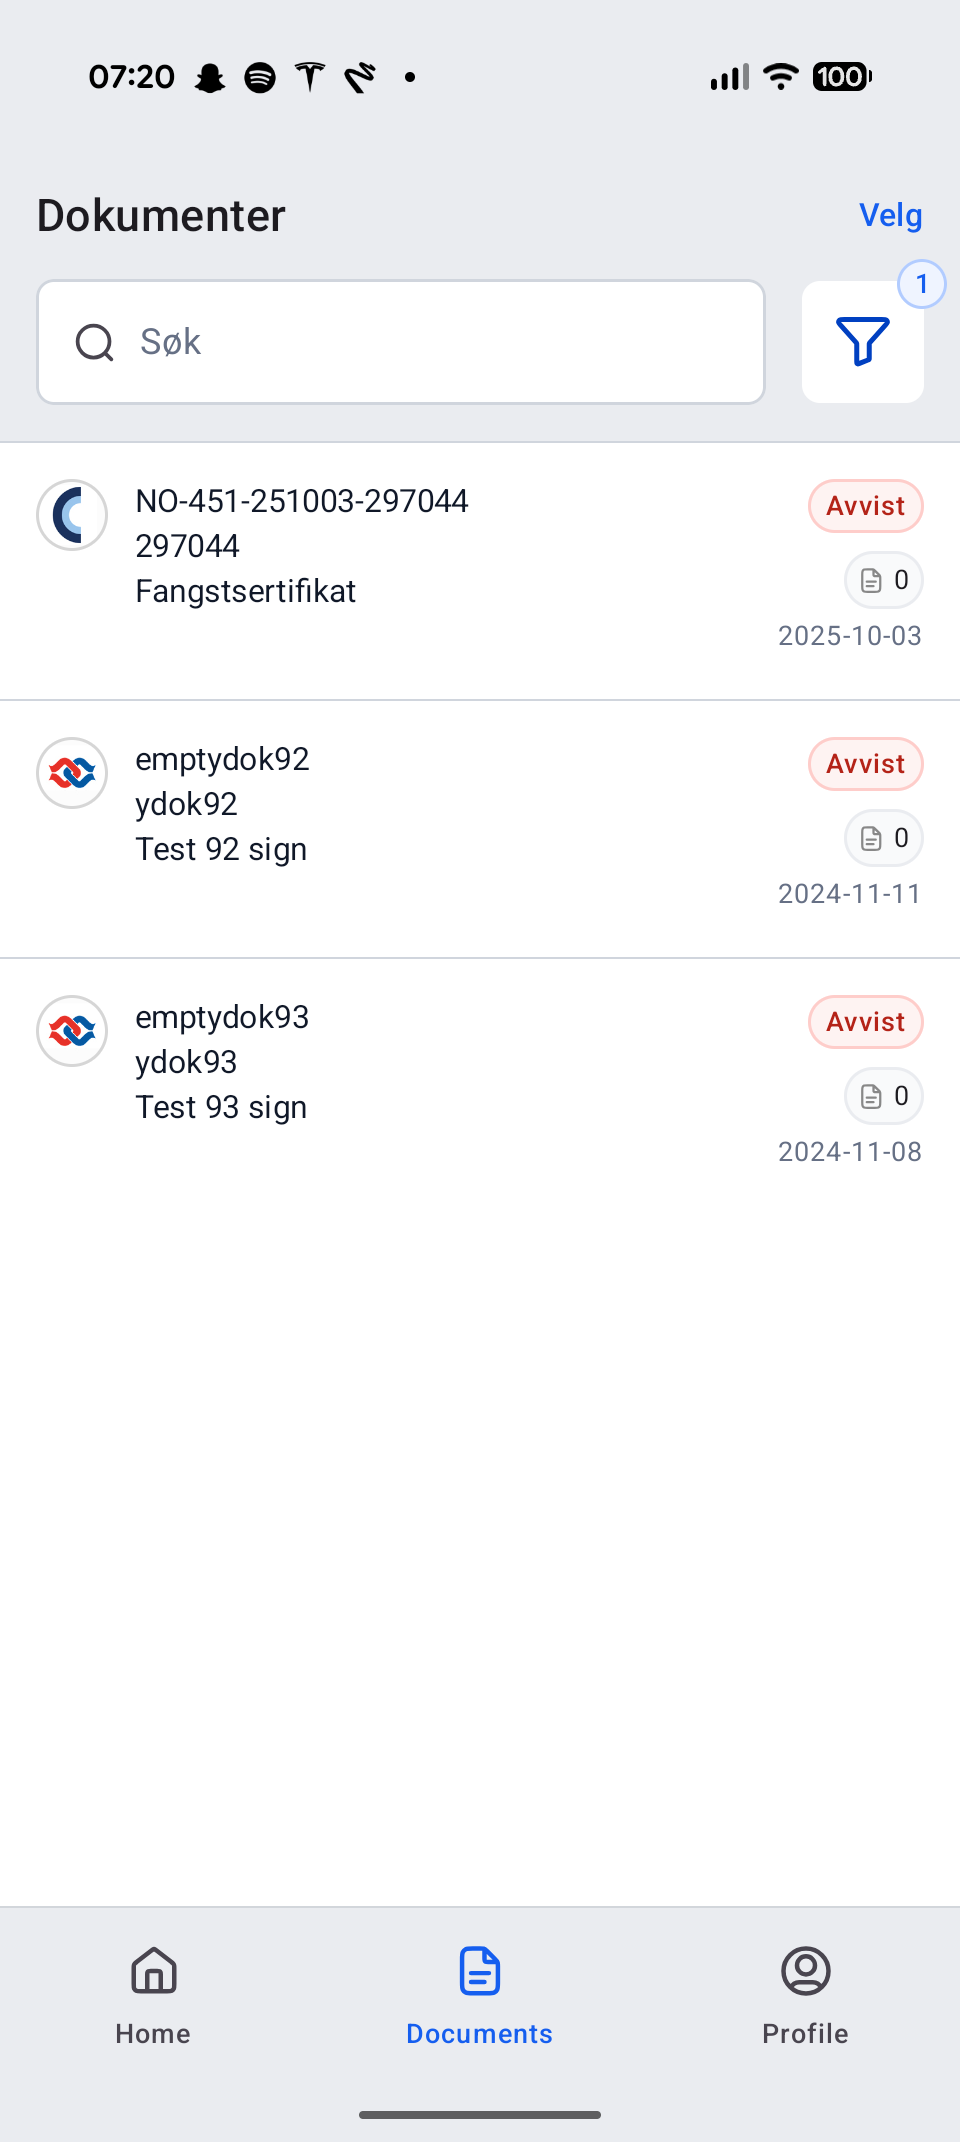 07:20
100
Dokumenter
Velg
1
Søk
NO-451-251003-297044
297044
Fangstsertifikat
Avvist
0
2025-10-03
emptydok92
ydok92
Test 92 sign
Avvist
0
2024-11-11
emptydok93
ydok93
Test 93 sign
Avvist
0
2024-11-08
Home
Documents
Profile